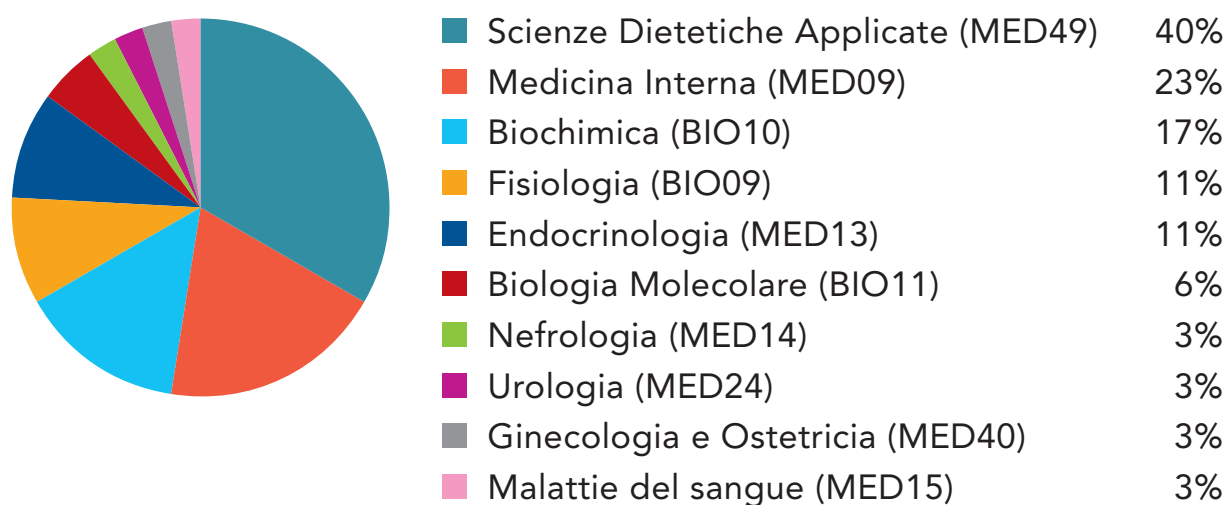 Scienze Dietetiche Applicate (MED49) 40%
Medicina Interna (MED09) 23%
Biochimica (BIO10) 17%
Fisiologia (BIO09) 11%
Endocrinologia (MED13) 11%
Biologia Molecolare (BIO11) 6%
Nefrologia (MED14) 3%
Urologia (MED24) 3%
Ginecologia e Ostetricia (MED40) 3%
Malattie del sangue (MED15) 3%